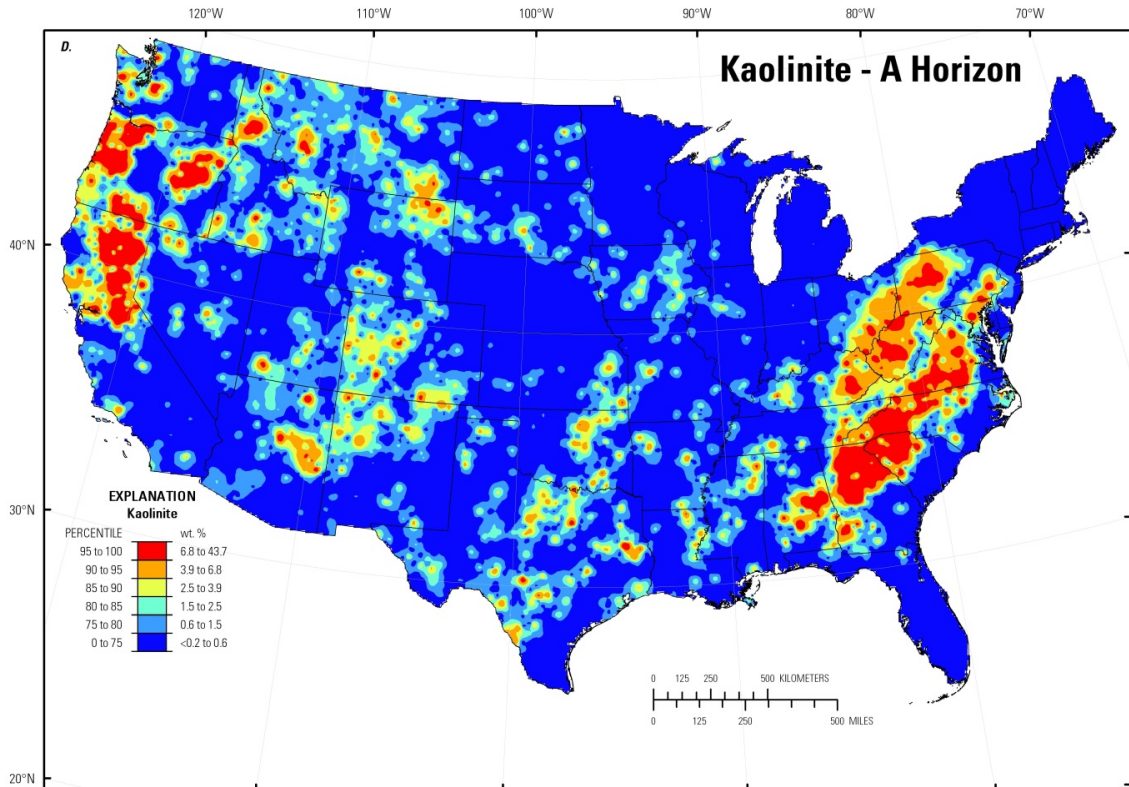 120°W 110°W 100°W 90°W 80°W 70°W
D.
Kaolinite - A Horizon
40°N
30°N
20°N
EXPLANATION
Kaolinite
PERCENTILE wt. %
95 to 100 6.8 to 43.7
90 to 95 3.9 to 6.8
85 to 90 2.5 to 3.9
80 to 85 1.5 to 2.5
75 to 80 0.6 to 1.5
0 to 75 <0.2 to 0.6
0 125 250 500 KILOMETERS
0 125 250 500 MILES